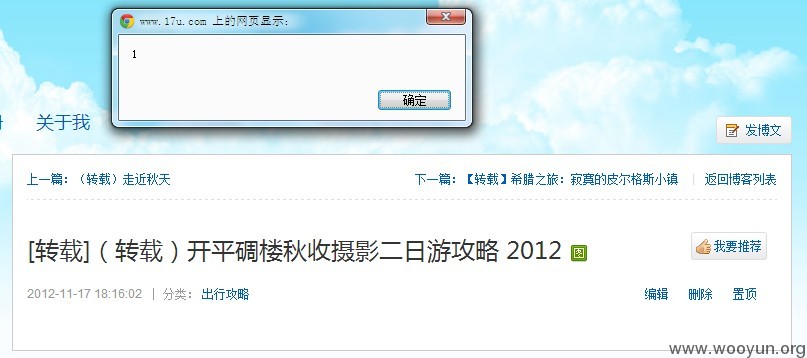 www.17u.com 上的网页显示：
1
确定
关于我
发博文
上一篇：（转载）走近秋天
下一篇：【转载】希腊之旅：寂寞的皮尔格斯小镇 | 返回博客列表
[转载]（转载）开平碉楼秋收摄影二日游攻略 2012 图
我要推荐
2012-11-17 18:16:02 | 分类： 出行攻略
编辑 删除 置顶
www.wooyun.org